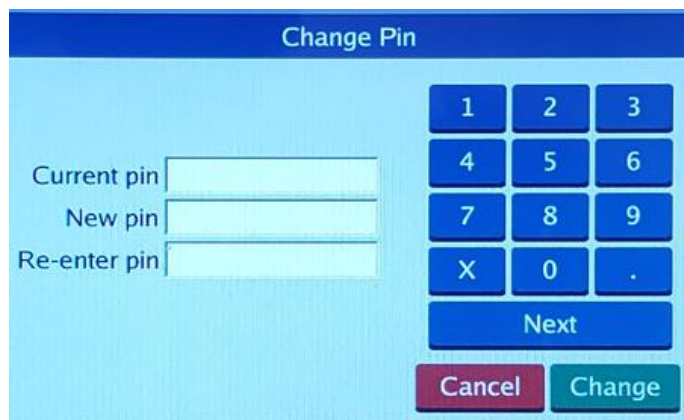 Change Pin
Current pin
New pin
Re-enter pin
1 2 3
4 5 6
7 8 9
X 0 .
Next
Cancel Change